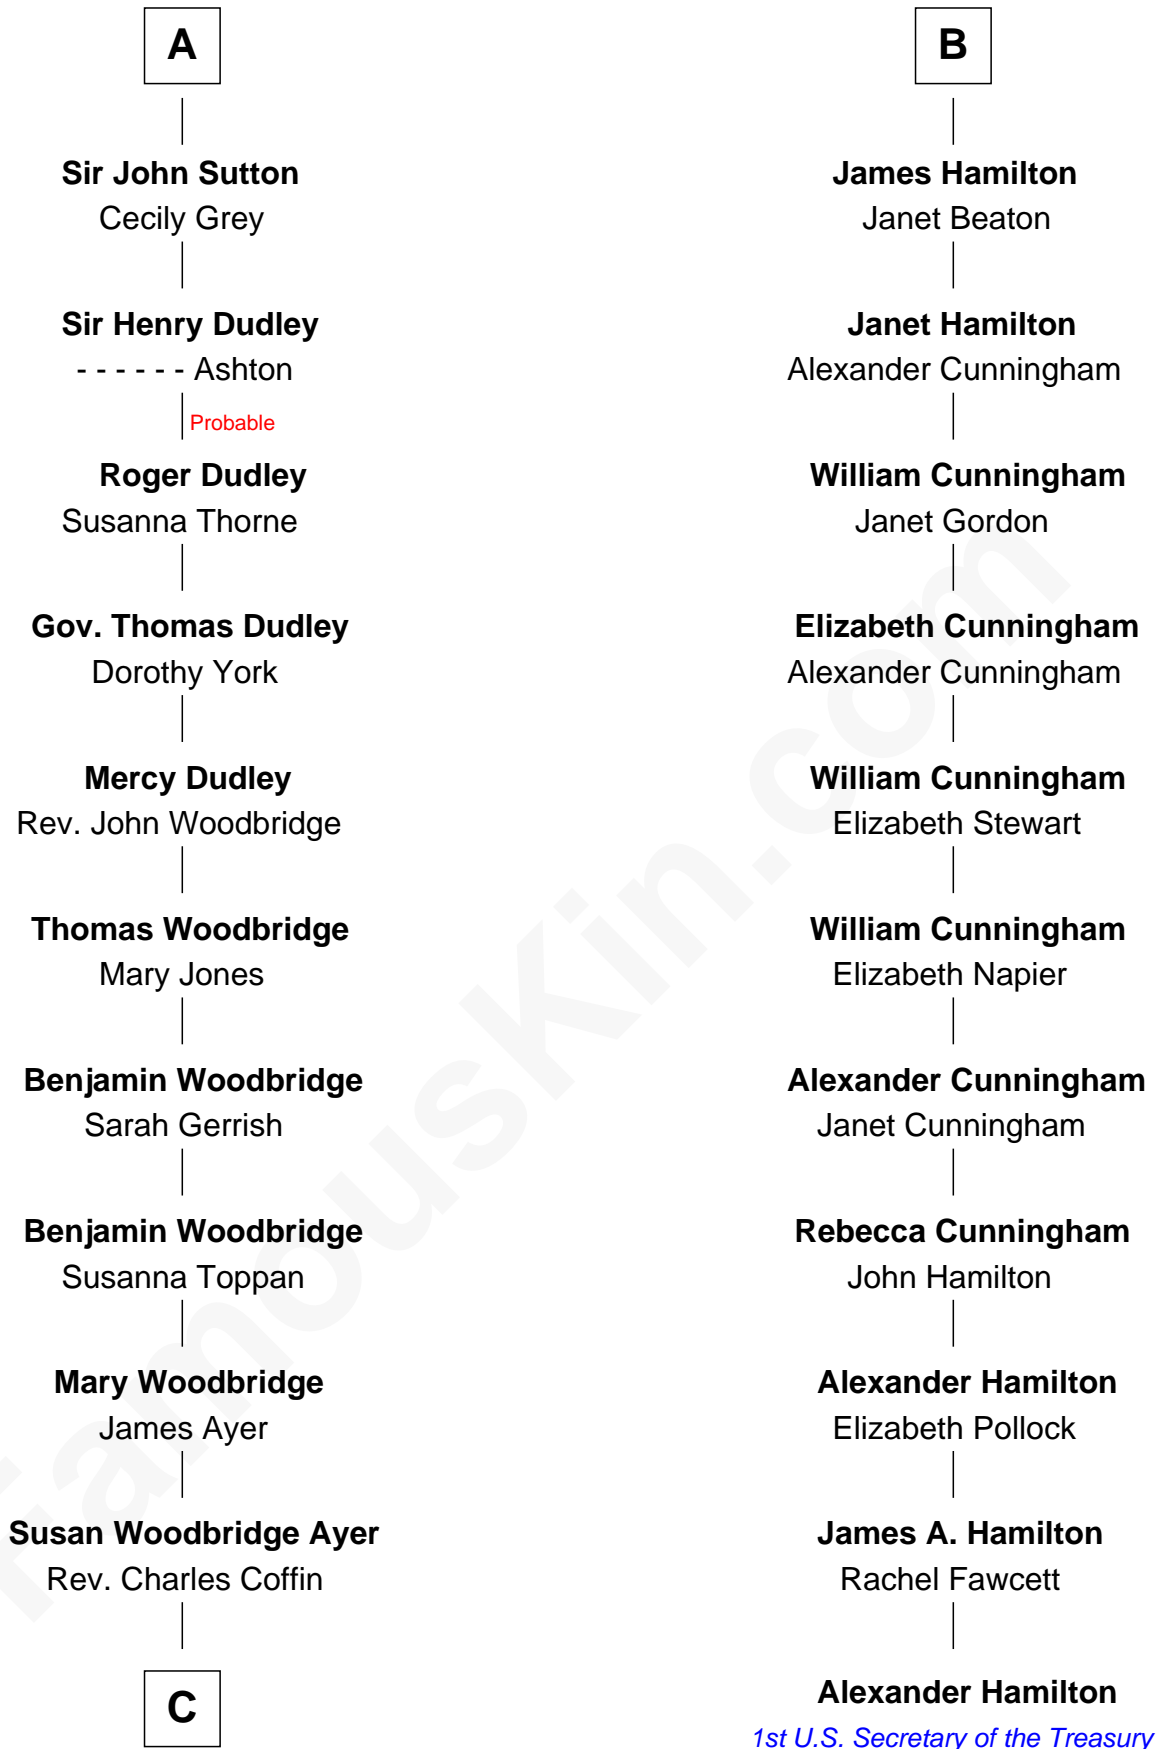 A
Sir John Sutton
Cecily Grey
Sir Henry Dudley
- - - - - - Ashton
Probable
Roger Dudley
Susanna Thorne
Gov. Thomas Dudley
Dorothy York
Mercy Dudley
Rev. John Woodbridge
Thomas Woodbridge
Mary Jones
Benjamin Woodbridge
Sarah Gerrish
Benjamin Woodbridge
Susanna Toppan
Mary Woodbridge
James Ayer
Susan Woodbridge Ayer
Rev. Charles Coffin
C
B
James Hamilton
Janet Beaton
Janet Hamilton
Alexander Cunningham
William Cunningham
Janet Gordon
Elizabeth Cunningham
Alexander Cunningham
William Cunningham
Elizabeth Stewart
William Cunningham
Elizabeth Napier
Alexander Cunningham
Janet Cunningham
Rebecca Cunningham
John Hamilton
Alexander Hamilton
Elizabeth Pollock
James A. Hamilton
Rachel Fawcett
Alexander Hamilton
1st U.S. Secretary of the Treasury
FamousKin.com